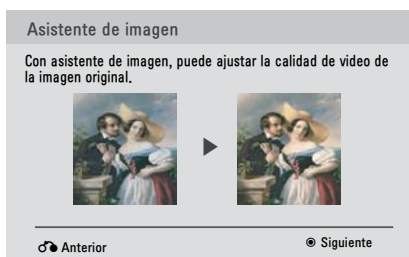 Asistente de imagen
Con asistente de imagen, puede ajustar la calidad de video de
la imagen original.
Anterior
Siguiente